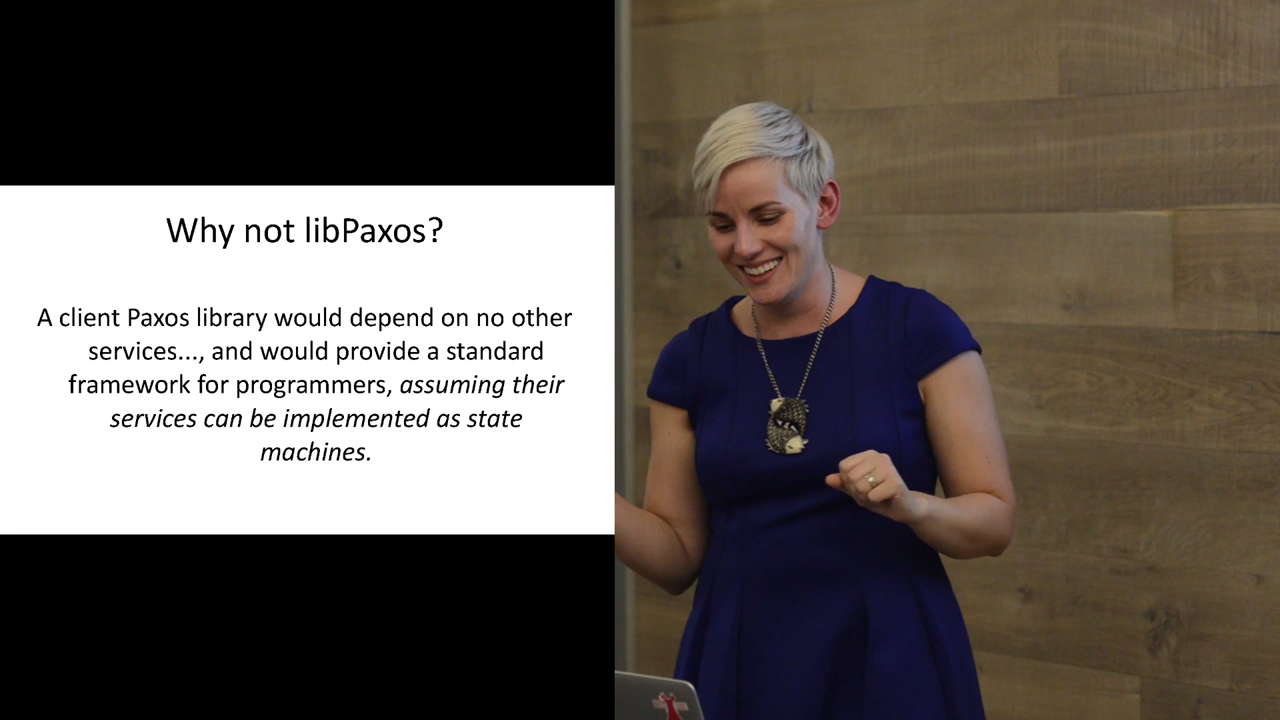 Why not libPaxos?
A client Paxos library would depend on no other
services..., and would provide a standard
framework for programmers, assuming their
services can be implemented as state
machines.